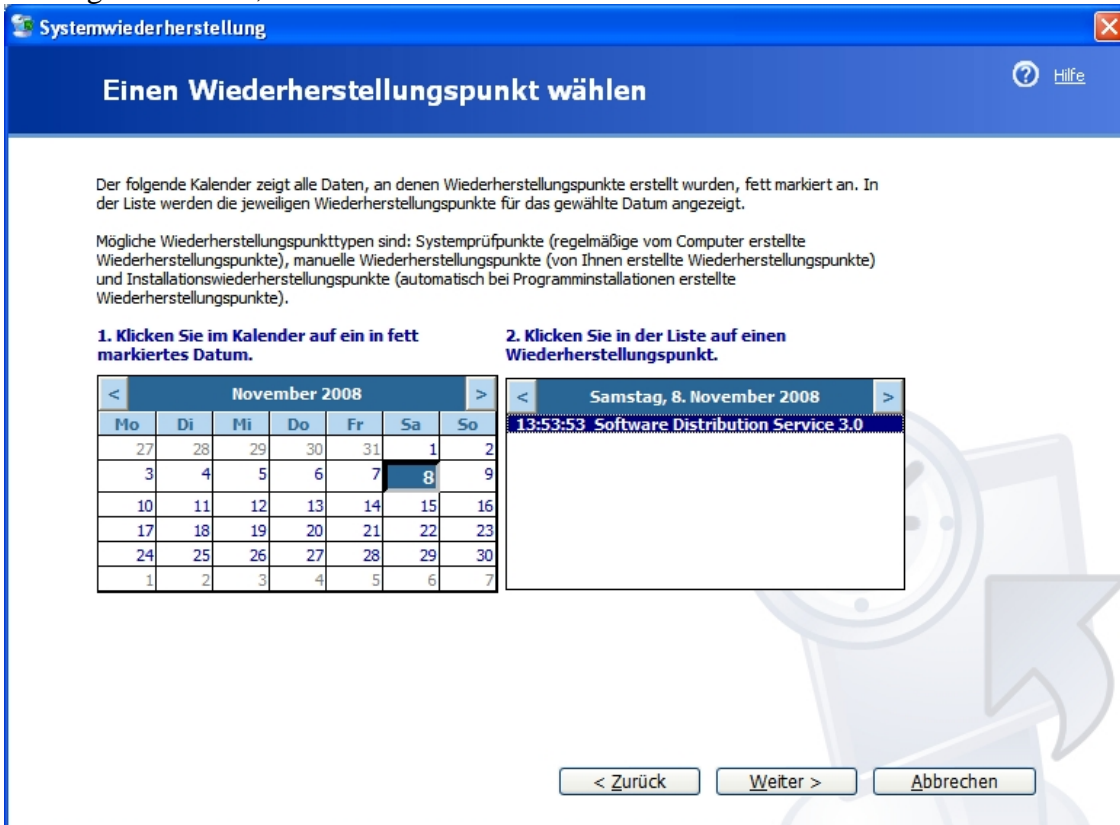 Systemwiederherstellung
Einen Wiederherstellungspunkt wählen
Hilfe
Der folgende Kalender zeigt alle Daten, an denen Wiederherstellungspunkte erstellt wurden, fett markiert an. In
der Liste werden die jeweiligen Wiederherstellungspunkte für das gewählte Datum angezeigt.
Mögliche Wiederherstellungspunkttypen sind: Systemprüfpunkte (regelmäßige vom Computer erstellte
Wiederherstellungspunkte), manuelle Wiederherstellungspunkte (von Ihnen erstellte Wiederherstellungspunkte)
und Installationswiederherstellungspunkte (automatisch bei Programminstallationen erstellte
Wiederherstellungspunkte).
1. Klicken Sie im Kalender auf ein in fett
markiertes Datum.
< November 2008 >
Mo Di Mi Do Fr Sa So
27 28 29 30 31 1 2
3 4 5 6 7 8 9
10 11 12 13 14 15 16
17 18 19 20 21 22 23
24 25 26 27 28 29 30
1 2 3 4 5 6 7
2. Klicken Sie in der Liste auf einen
Wiederherstellungspunkt.
< Samstag, 8. November 2008 >
13:53:53 Software Distribution Service 3.0
< Zurück Weiter > Abbrechen